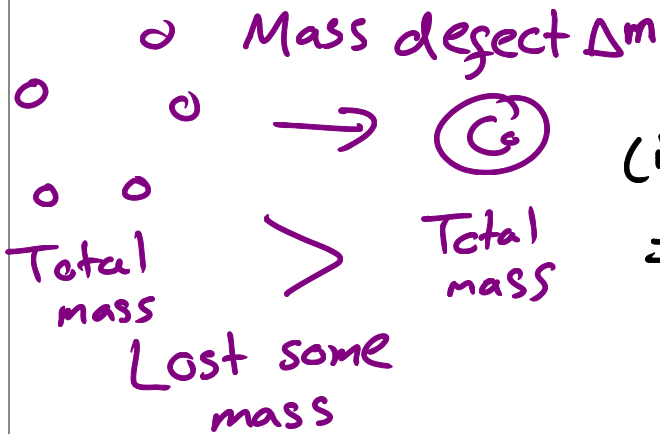 Mass defect Δm
(i
Total mass > Total mass
Lost some
mass